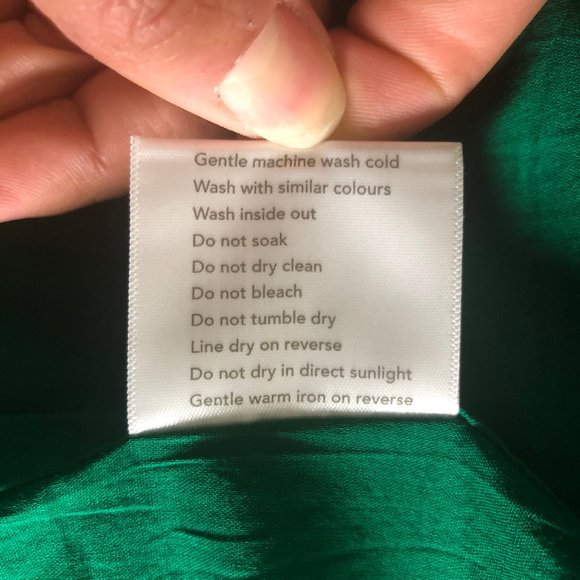 Gentle machine wash cold
Wash with similar colours
Wash inside out
Do not soak
Do not dry clean
Do not bleach
Do not tumble dry
Line dry on reverse
Do not dry in direct sunlight
Gentle warm iron on reverse